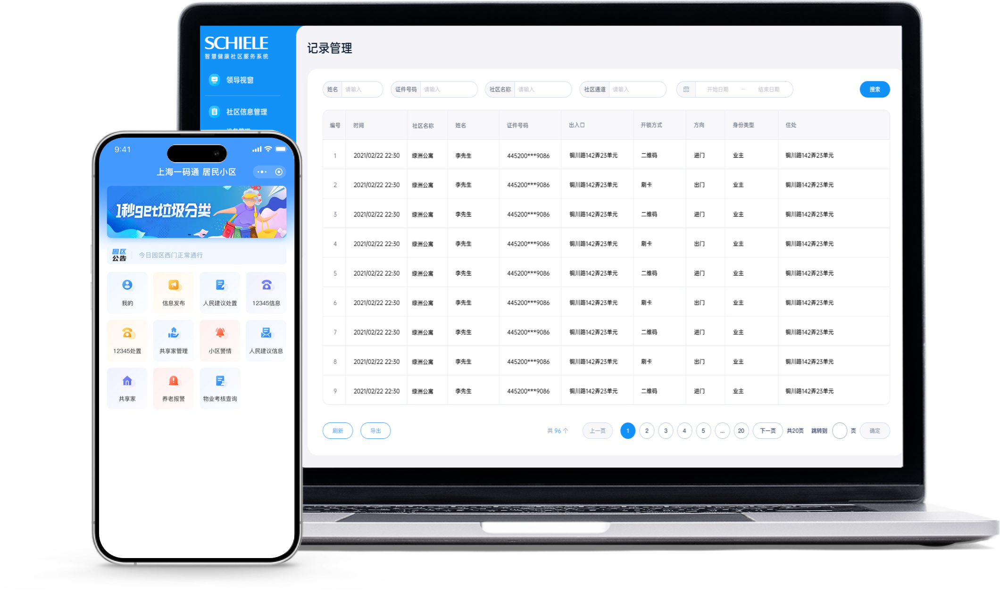 SCHIELE
智慧健康社区服务系统
领导视窗
社区信息管理
记录管理
姓名 请输入 证件号码 请输入 社区名称 请输入 社区通道 请输入 开始日期 — 结束日期 搜索
编号 时间 社区名称 姓名 证件号码 出入口 开锁方式 方向 身份类型 住处
1 2021/02/22 22:30 绿洲公寓 李先生 445200***9086 铜川路142弄23单元 二维码 进门 业主 铜川路142弄23单元
2 2021/02/22 22:30 绿洲公寓 李先生 445200***9086 铜川路142弄23单元 刷卡 出门 业主 铜川路142弄23单元
3 2021/02/22 22:30 绿洲公寓 李先生 445200***9086 铜川路142弄23单元 二维码 进门 业主 铜川路142弄23单元
4 2021/02/22 22:30 绿洲公寓 李先生 445200***9086 铜川路142弄23单元 刷卡 出门 业主 铜川路142弄23单元
5 2021/02/22 22:30 绿洲公寓 李先生 445200***9086 铜川路142弄23单元 二维码 进门 业主 铜川路142弄23单元
6 2021/02/22 22:30 绿洲公寓 李先生 445200***9086 铜川路142弄23单元 刷卡 出门 业主 铜川路142弄23单元
7 2021/02/22 22:30 绿洲公寓 李先生 445200***9086 铜川路142弄23单元 二维码 进门 业主 铜川路142弄23单元
8 2021/02/22 22:30 绿洲公寓 李先生 445200***9086 铜川路142弄23单元 刷卡 出门 业主 铜川路142弄23单元
9 2021/02/22 22:30 绿洲公寓 李先生 445200***9086 铜川路142弄23单元 二维码 进门 业主 铜川路142弄23单元
刷新 导出 共 96 个 上一页 1 2 3 4 5 ... 20 下一页 共20页 跳转到 页 确定
9:41
上海一码通 居民小区
1秒get垃圾分类
园区
公告
今日园区西门正常通行
我的 信息发布 人民建议处置 12345信息
12345处置 共享家管理 小区警情 人民建议信息
共享家 养老报警 物业考核查询